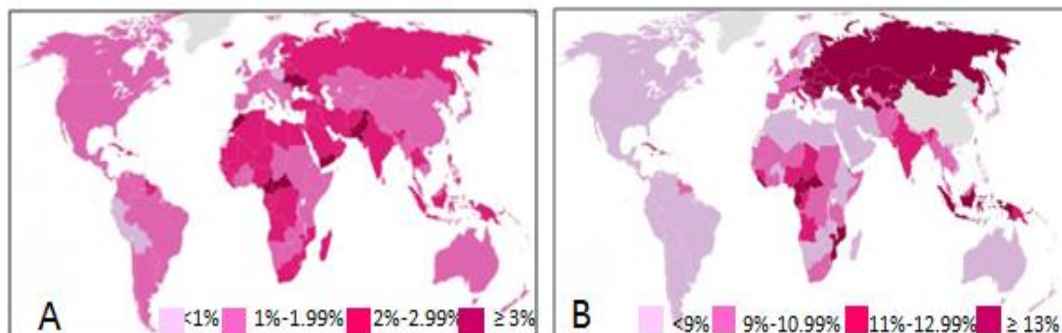 A <1% 1%-1.99% 2%-2.99% ≥ 3%
B <9% 9%-10.99% 11%-12.99% ≥ 13%